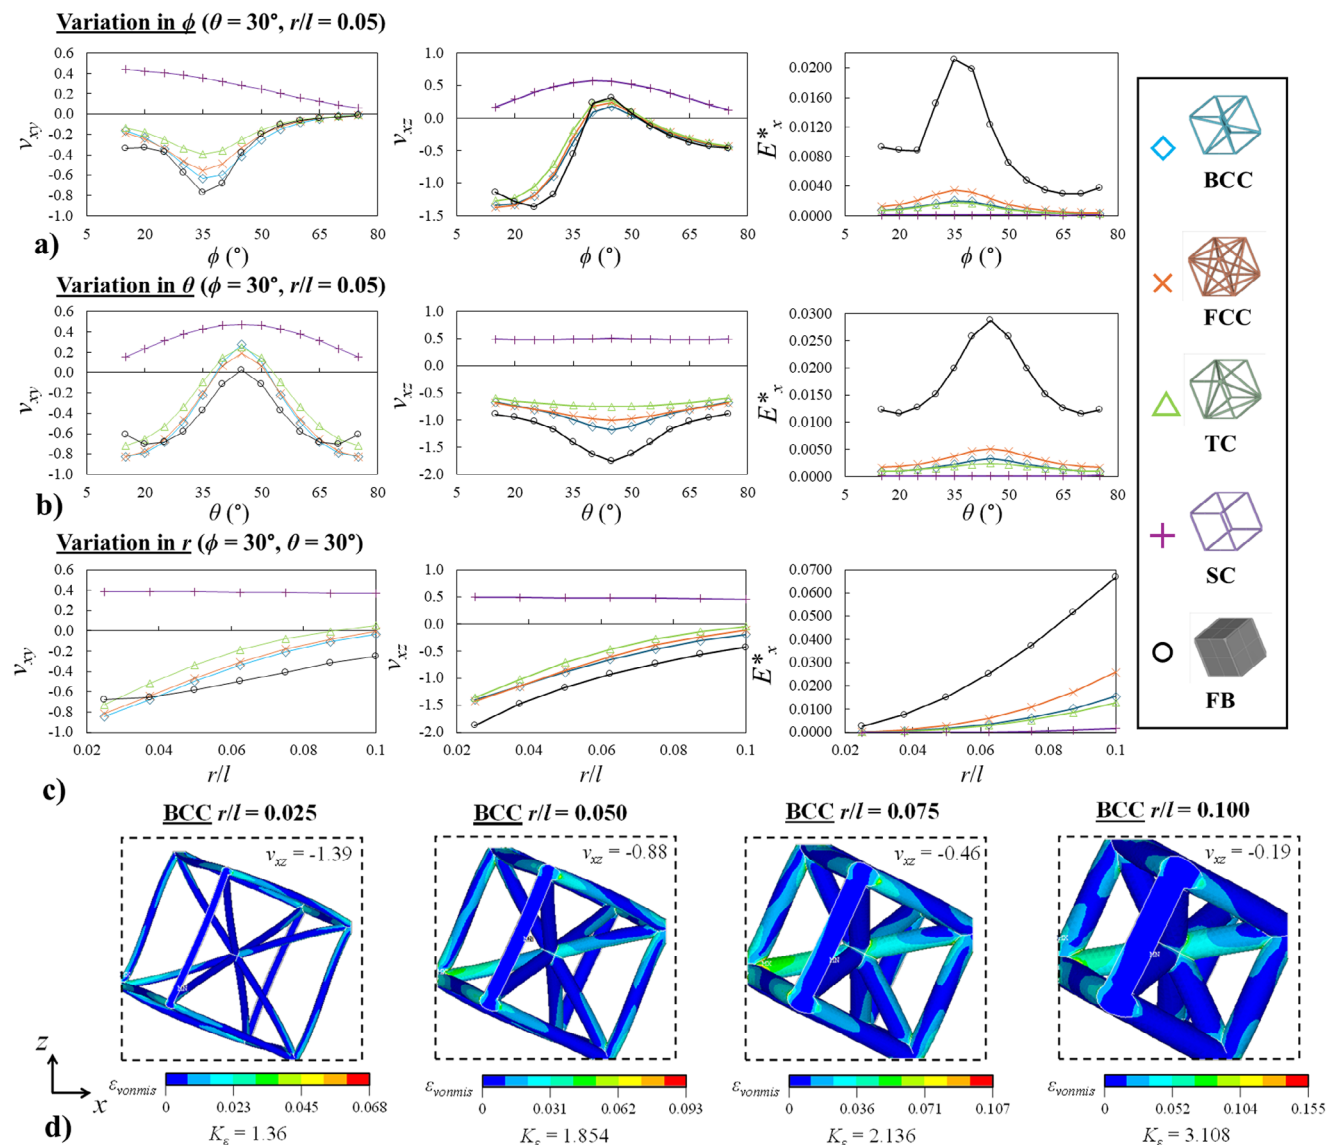 Variation in ϕ (θ = 30°, r/l = 0.05)
0.6
0.4
0.2
0.0
-0.2
-0.4
-0.6
-0.8
-1.0
v_xy
5 20 35 50 65 80
ϕ (°)
1.0
0.5
0.0
-0.5
-1.0
-1.5
v_xz
5 20 35 50 65 80
ϕ (°)
0.0200
0.0160
0.0120
0.0080
0.0040
0.0000
E*_x
5 20 35 50 65 80
ϕ (°)
a)
Variation in θ (ϕ = 30°, r/l = 0.05)
0.6
0.4
0.2
0.0
-0.2
-0.4
-0.6
-0.8
-1.0
v_xy
5 20 35 50 65 80
θ (°)
1.0
0.5
0.0
-0.5
-1.0
-1.5
-2.0
v_xz
5 20 35 50 65 80
θ (°)
0.0300
0.0250
0.0200
0.0150
0.0100
0.0050
0.0000
E*_x
5 20 35 50 65 80
θ (°)
b)
Variation in r (ϕ = 30°, θ = 30°)
0.6
0.4
0.2
0.0
-0.2
-0.4
-0.6
-0.8
-1.0
v_xy
0.02 0.04 0.06 0.08 0.1
r/l
1.0
0.5
0.0
-0.5
-1.0
-1.5
-2.0
v_xz
0.02 0.04 0.06 0.08 0.1
r/l
0.0700
0.0600
0.0500
0.0400
0.0300
0.0200
0.0100
0.0000
E*_x
0.02 0.04 0.06 0.08 0.1
r/l
c)
BCC
FCC
TC
SC
FB
BCC r/l = 0.025
v_xz = -1.39
MN
BCC r/l = 0.050
v_xz = -0.88
BCC r/l = 0.075
v_xz = -0.46
MN
BCC r/l = 0.100
v_xz = -0.19
MN
z
x
ε_vonmis
0 0.023 0.045 0.068
K_ε = 1.36
ε_vonmis
0 0.031 0.062 0.093
K_ε = 1.854
ε_vonmis
0 0.036 0.071 0.107
K_ε = 2.136
ε_vonmis
0 0.052 0.104 0.155
K_ε = 3.108
d)